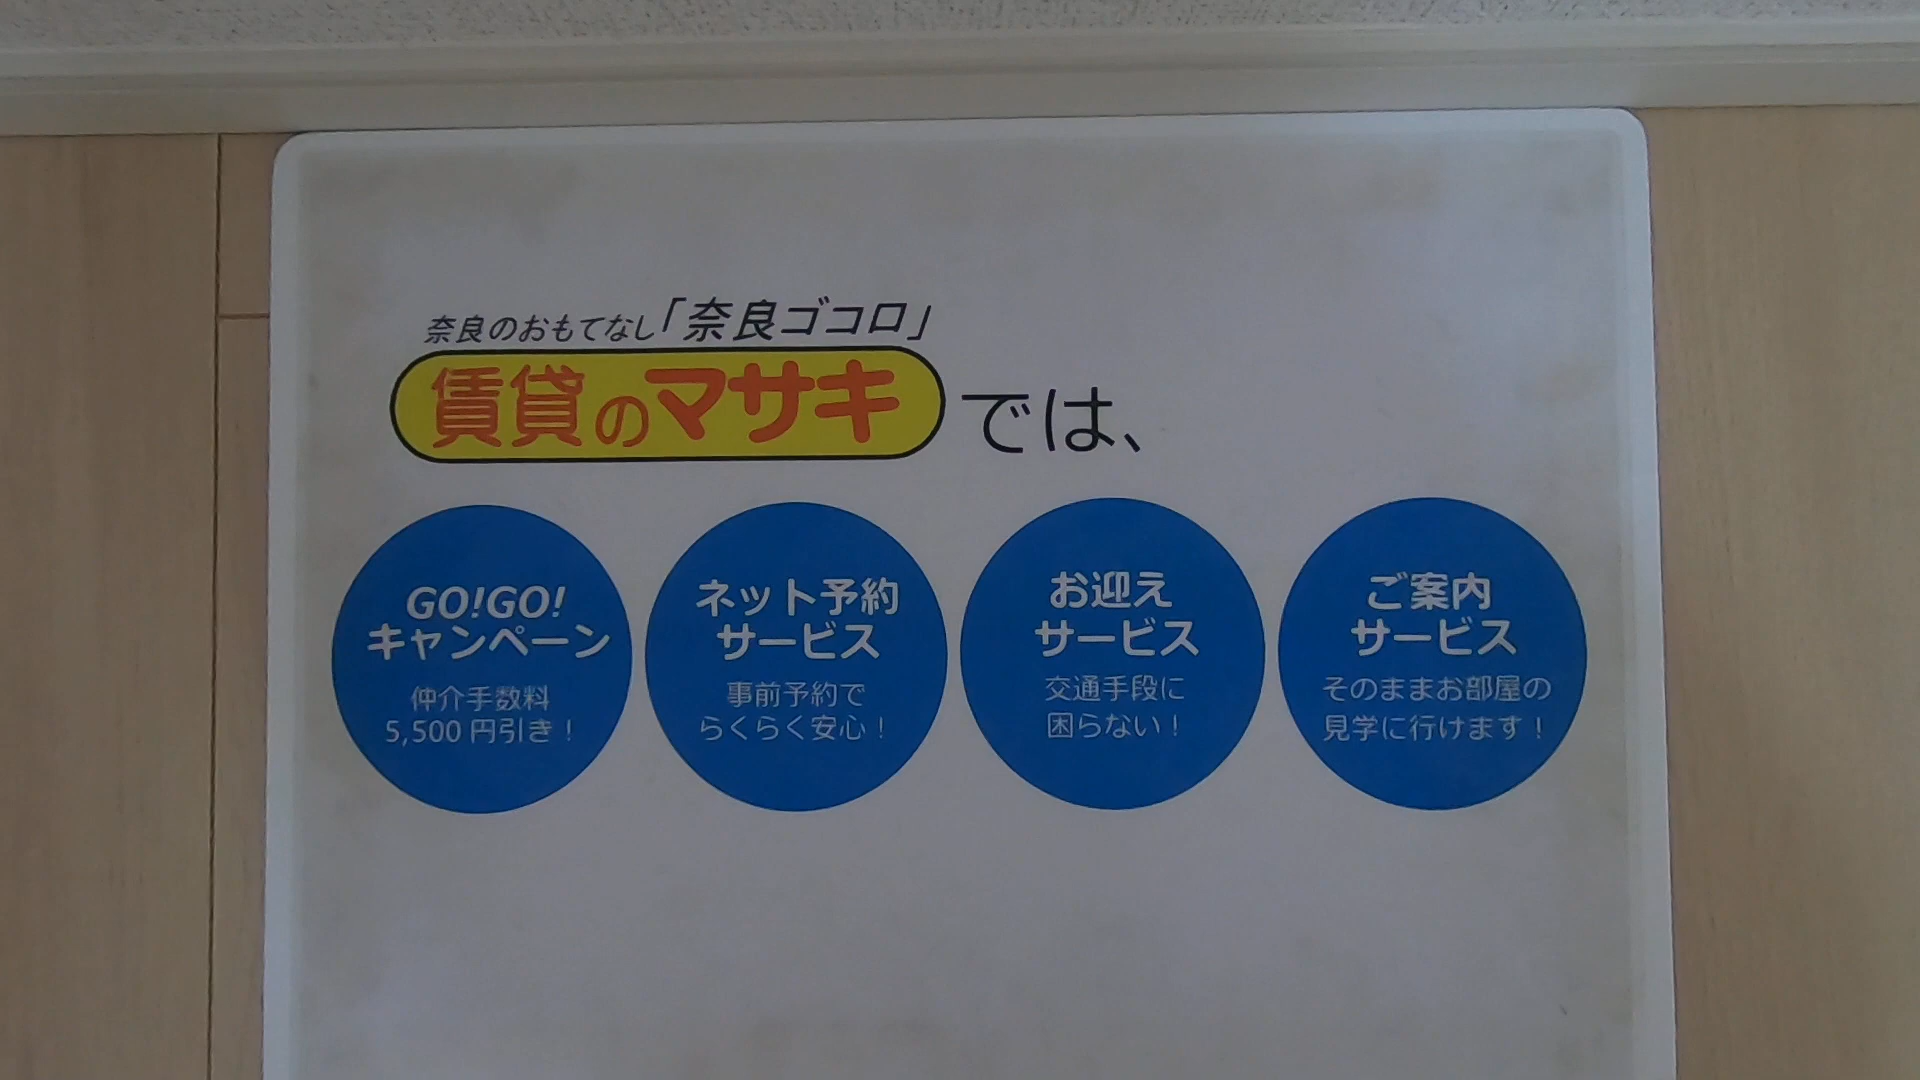 奈良のおもてなし「奈良ゴコロ」
賃貸のマサキでは、
GO!GO!
キャンペーン
仲介手数料
5,500円引き!
ネット予約
サービス
事前予約で
らくらく安心!
お迎え
サービス
交通手段に
困らない!
ご案内
サービス
そのままお部屋の
見学に行けます!